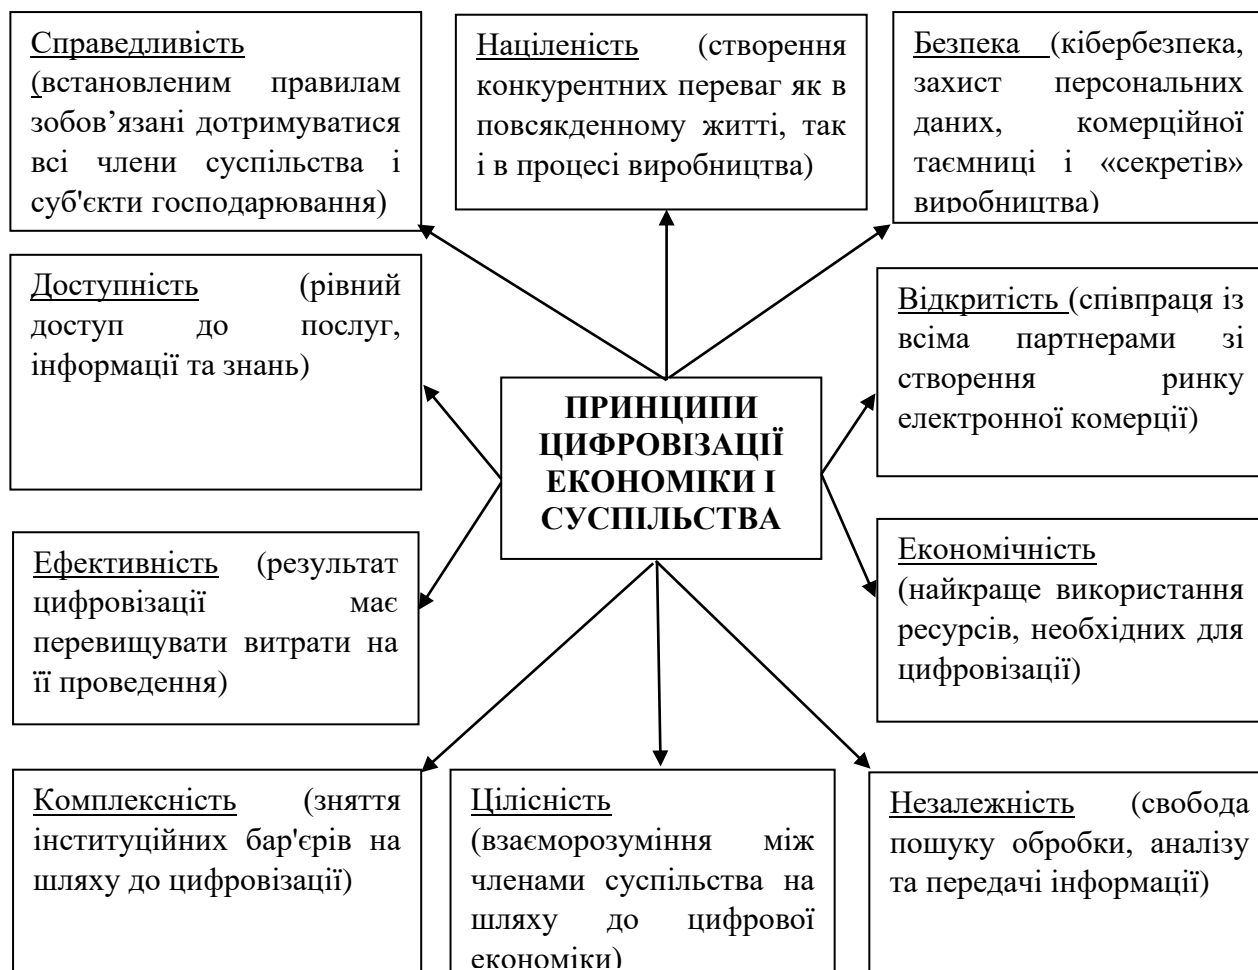 Справедливість
(встановленим правилам
зобов’язані дотримуватися
всі члени суспільства і
суб'єкти господарювання)
Націленість (створення
конкурентних переваг як в
повсякденному житті, так
і в процесі виробництва)
Безпека (кібербезпека,
захист персональних
даних, комерційної
таємниці і «секретів»
виробництва)
Доступність (рівний
доступ до послуг,
інформації та знань)
Відкритість (співпраця із
всіма партнерами зі
створення ринку
електронної комерції)
ПРИНЦИПИ
ЦИФРОВІЗАЦІЇ
ЕКОНОМІКИ І
СУСПІЛЬСТВА
Ефективність (результат
цифровізації має
перевищувати витрати на
її проведення)
Економічність
(найкраще використання
ресурсів, необхідних для
цифровізації)
Комплексність (зняття
інституційних бар'єрів на
шляху до цифровізації)
Цілісність
(взаєморозуміння між
членами суспільства на
шляху до цифрової
економіки)
Незалежність (свобода
пошуку обробки, аналізу
та передачі інформації)